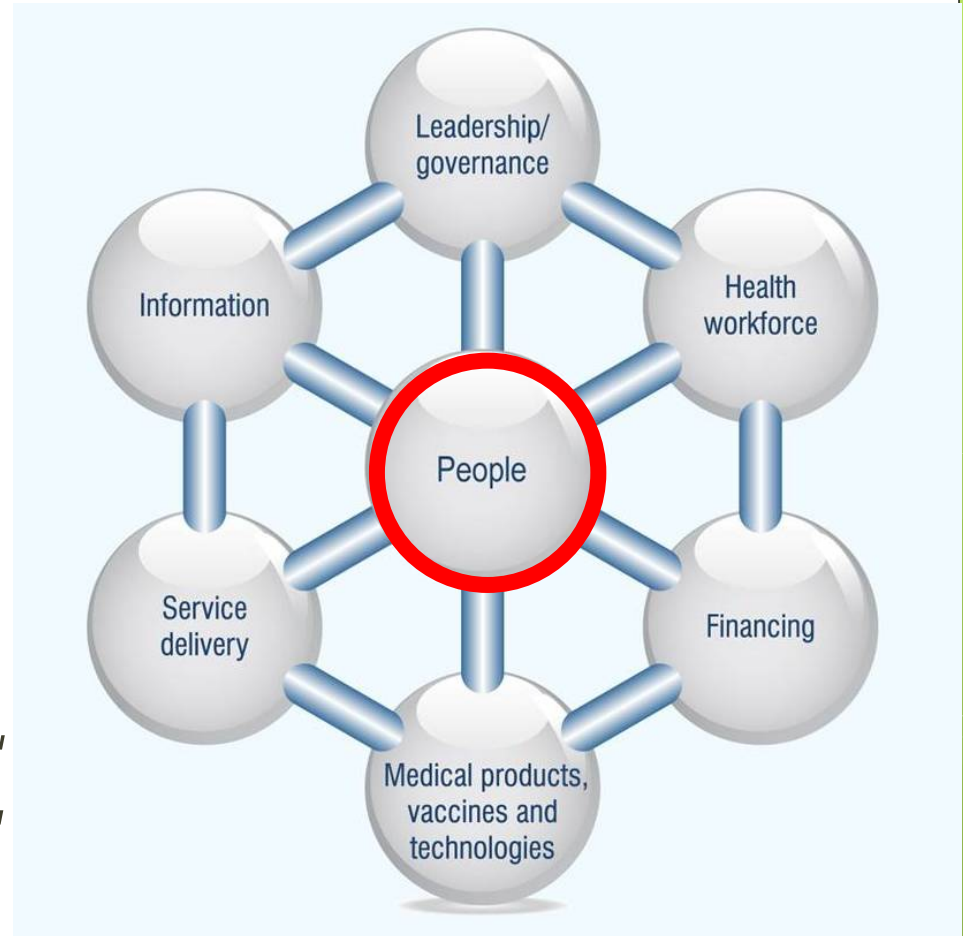 Leadership/
governance
Information
Health
workforce
People
Service
delivery
Financing
Medical products,
vaccines and
technologies